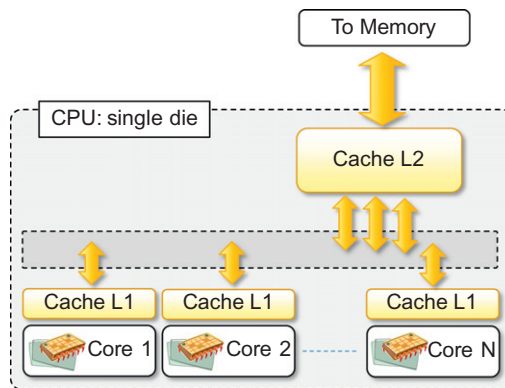 To Memory
CPU: single die
Cache L2
Cache L1
Cache L1
Cache L1
Core 1
Core 2
Core N